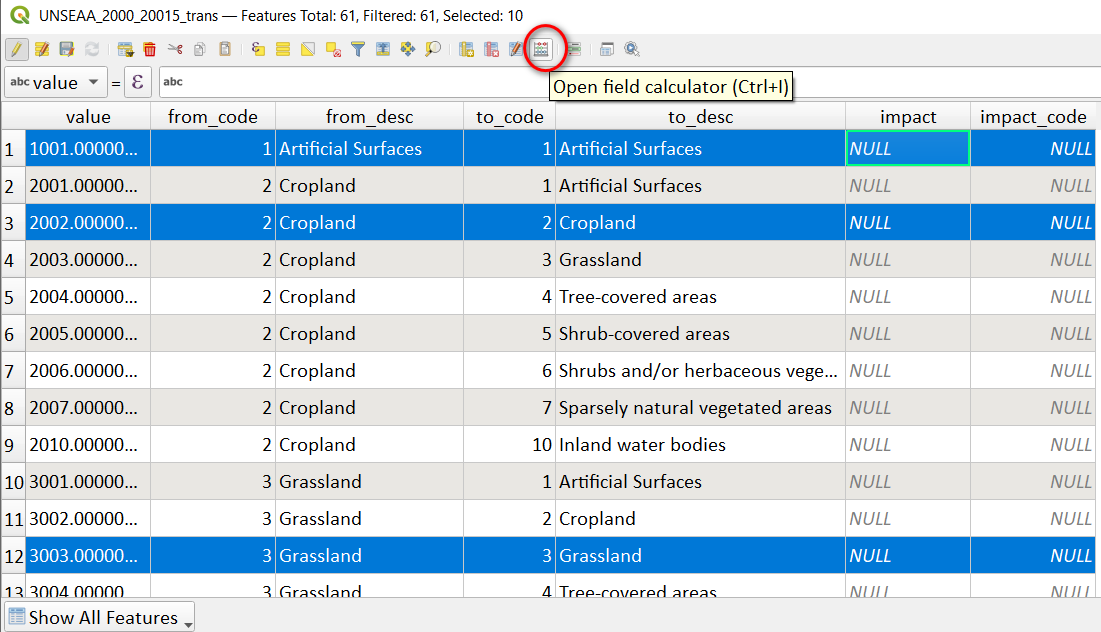 UNSEAA_2000_20015_trans — Features Total: 61, Filtered: 61, Selected: 10
abc value = ε abc
Open field calculator (Ctrl+I)
value from_code from_desc to_code to_desc impact impact_code
1 1001.00000... 1 Artificial Surfaces 1 Artificial Surfaces NULL NULL
2 2001.00000... 2 Cropland 1 Artificial Surfaces NULL NULL
3 2002.00000... 2 Cropland 2 Cropland NULL NULL
4 2003.00000... 2 Cropland 3 Grassland NULL NULL
5 2004.00000... 2 Cropland 4 Tree-covered areas NULL NULL
6 2005.00000... 2 Cropland 5 Shrub-covered areas NULL NULL
7 2006.00000... 2 Cropland 6 Shrubs and/or herbaceous vege... NULL NULL
8 2007.00000... 2 Cropland 7 Sparsely natural vegetated areas NULL NULL
9 2010.00000... 2 Cropland 10 Inland water bodies NULL NULL
10 3001.00000... 3 Grassland 1 Artificial Surfaces NULL NULL
11 3002.00000... 3 Grassland 2 Cropland NULL NULL
12 3003.00000... 3 Grassland 3 Grassland NULL NULL
13 3004.00000 3 Grassland 4 Tree-covered areas NULL NULL
Show All Features